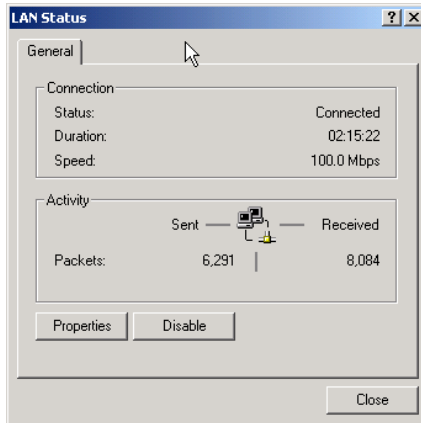 LAN Status
General
Connection
Status: Connected
Duration: 02:15:22
Speed: 100.0 Mbps
Activity
Sent Received
Packets: 6,291 8,084
Properties Disable
Close